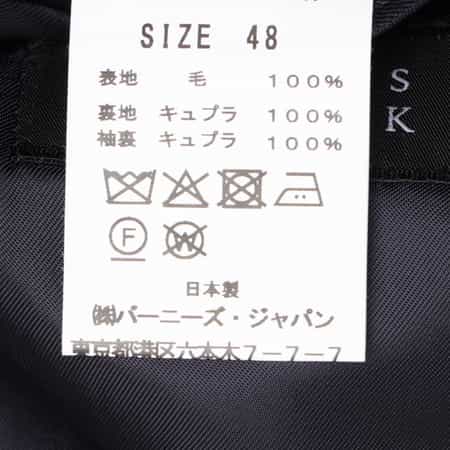 SIZE 48
表地 毛 100%
裏地 キュプラ 100%
袖裏 キュプラ 100%
S
K
F
W
日本製
㈱バーニーズ・ジャパン
東京都港区六本木7-7-7